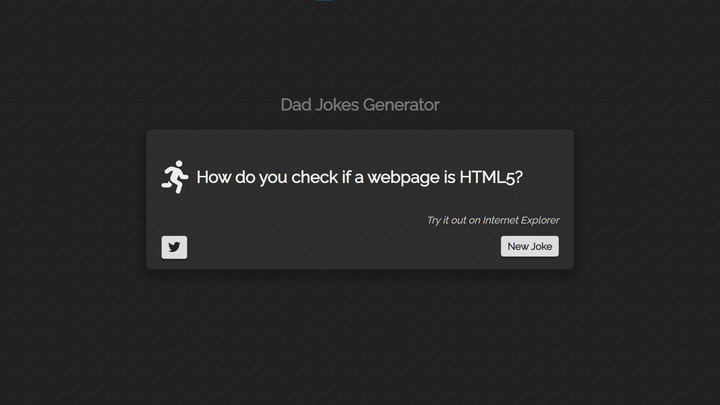 Dad Jokes Generator
How do you check if a webpage is HTML5?
Try it out on Internet Explorer
New Joke